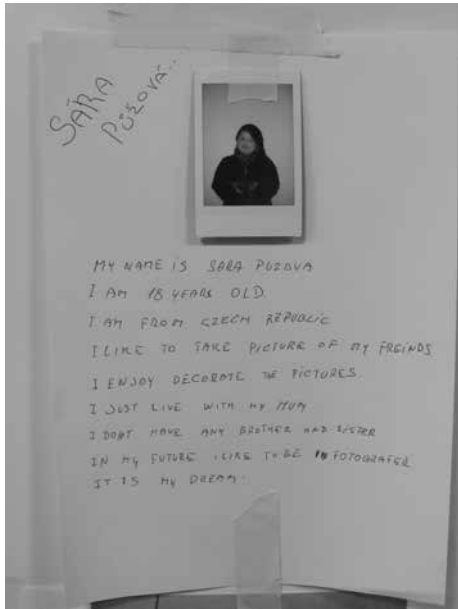 SÁRA
PŮŽOVÁ..
MY NAME IS SARA PUZOVA
I AM 18 YEARS OLD.
I AM FROM CZECH REPUBLIC
I LIKE TO TAKE PICTURE OF MY FREINDS
I ENJOY DECORATE THE PICTURES.
I JUST LIVE WITH MY MUM
I DONT HAVE ANY BROTHER AND SISTER
IN MY FUTURE I LIKE TO BE FOTOGRAFER
IT IS MY DREAM.